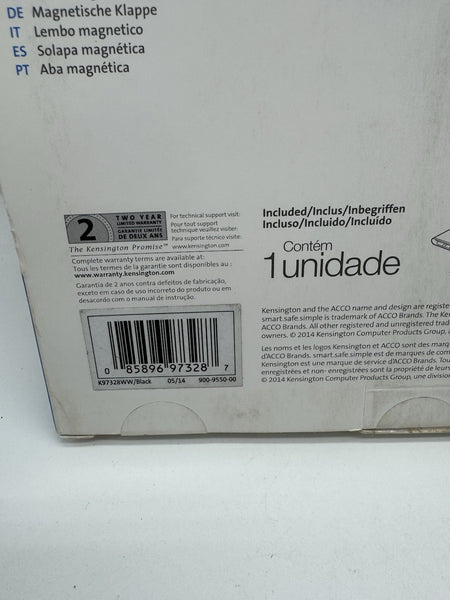 DE Magnetische Klappe
IT Lembo magnetico
ES Solapa magnética
PT Aba magnética
2
TWO YEAR
LIMITED WARRANTY
GARANTIE LIMITÉE
DE DEUX ANS
The Kensington Promise™
For technical support visit:
Pour tout support
technique veuillez visiter:
Para suporte técnico visite:
www.kensington.com
Complete warranty terms are available at:
Tous les termes de la garantie sont disponibles au :
www.warranty.kensington.com
Garantia de 2 anos contra defeitos de fabricação,
exceto em caso de uso incorreto do produto ou em
desacordo com o manual de instrução.
0 85896 97328 7
K97328WW/Black 05/14 900-9550-00
Included/Inclus/Inbegriffen
Incluso/Incluido/Incluído
Contém
1 unidade
Kensington and the ACCO name and design are registe
smart.safe.simple is trademark of ACCO Brands. The Ke
ACCO Brands. All other registered and unregistered trad
owners. © 2014 Kensington Computer Products Group,
Les noms et les logos Kensington et ACCO sont des marq
d'ACCO Brands. smart.safe.simple est de marques de com
Kensington est une marque de service d'ACCO Brands. Tou
enregistrées et non- enregistrées sont la propriété de leurs
© 2014 Kensington Computer Products Group, une division